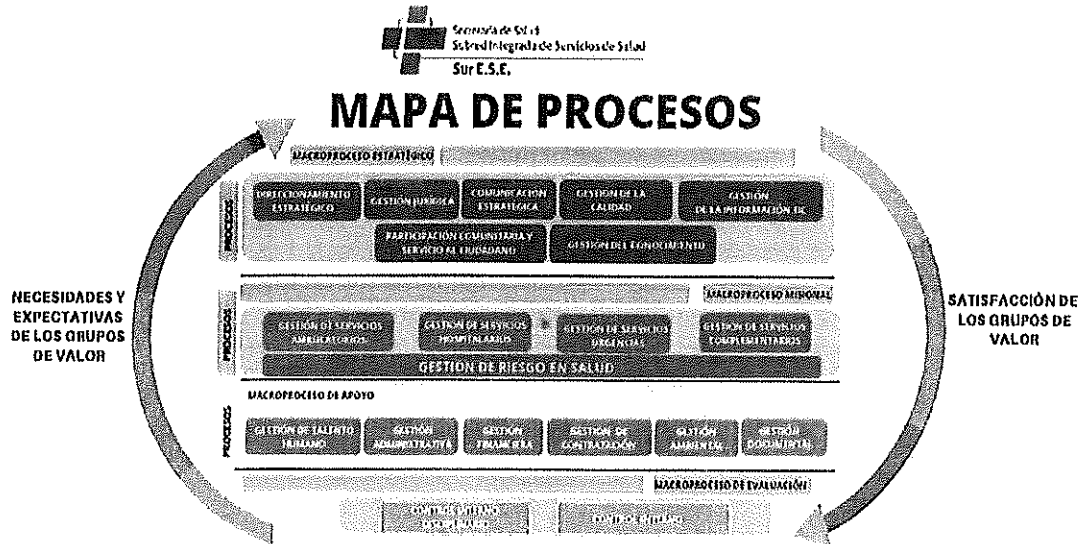 Secretaría de Salud
Subred Integrada de Servicios de Salud
Sur E.S.E.
MAPA DE PROCESOS
MACROPROCESO ESTRATÉGICO
PROCESOS
DIRECCIONAMIENTO
ESTRATÉGICO
GESTIÓN JURÍDICA
COMUNICACIÓN
ESTRATÉGICA
GESTIÓN DE LA
CALIDAD
GESTIÓN
DE LA INFORMACIÓN TIC
PARTICIPACIÓN COMUNITARIA Y
SERVICIO AL CIUDADANO
GESTIÓN DEL CONOCIMIENTO
NECESIDADES Y
EXPECTATIVAS
DE LOS GRUPOS
DE VALOR
MACROPROCESO MISIONAL
PROCESOS
GESTIÓN DE SERVICIOS
AMBULATORIOS
GESTIÓN DE SERVICIOS
HOSPITALARIOS
GESTIÓN DE SERVICIOS
URGENCIAS
GESTIÓN DE SERVICIOS
COMPLEMENTARIOS
GESTIÓN DE RIESGO EN SALUD
SATISFACCIÓN DE
LOS GRUPOS DE
VALOR
MACROPROCESO DE APOYO
PROCESOS
GESTIÓN DE TALENTO
HUMANO
GESTIÓN
ADMINISTRATIVA
GESTIÓN
FINANCIERA
GESTIÓN DE
CONTRATACIÓN
GESTIÓN
AMBIENTAL
GESTIÓN
DOCUMENTAL
MACROPROCESO DE EVALUACIÓN
CONTROL INTERNO
DISCIPLINARIO
CONTROL INTERNO